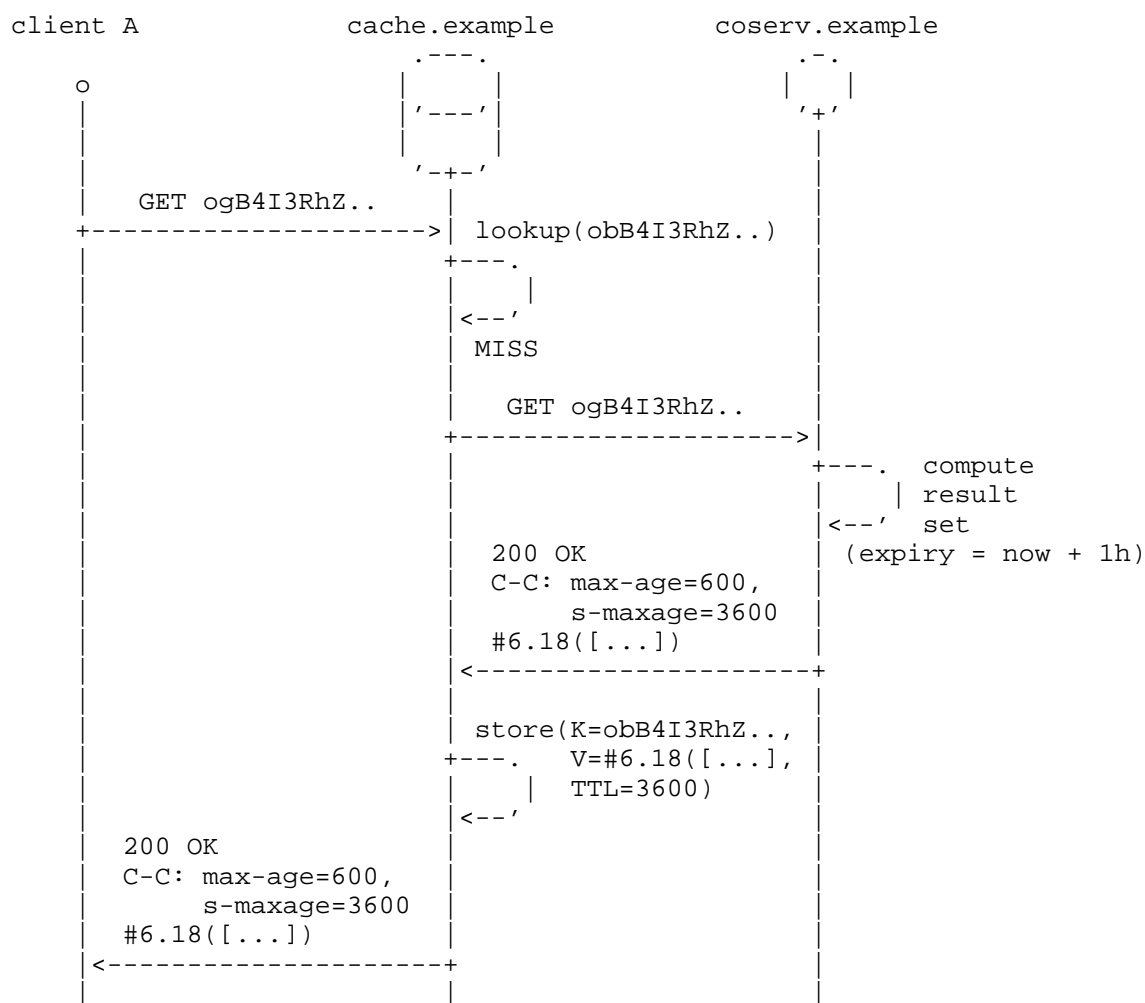 client A cache.example coserv.example
GET ogB4I3RhZ..
lookup(obB4I3RhZ..)
MISS
GET ogB4I3RhZ..
compute
result
set
200 OK (expiry = now + 1h)
C-C: max-age=600,
s-maxage=3600
#6.18([...])
store(K=obB4I3RhZ..,
V=#6.18([...],
TTL=3600)
200 OK
C-C: max-age=600,
s-maxage=3600
#6.18([...])